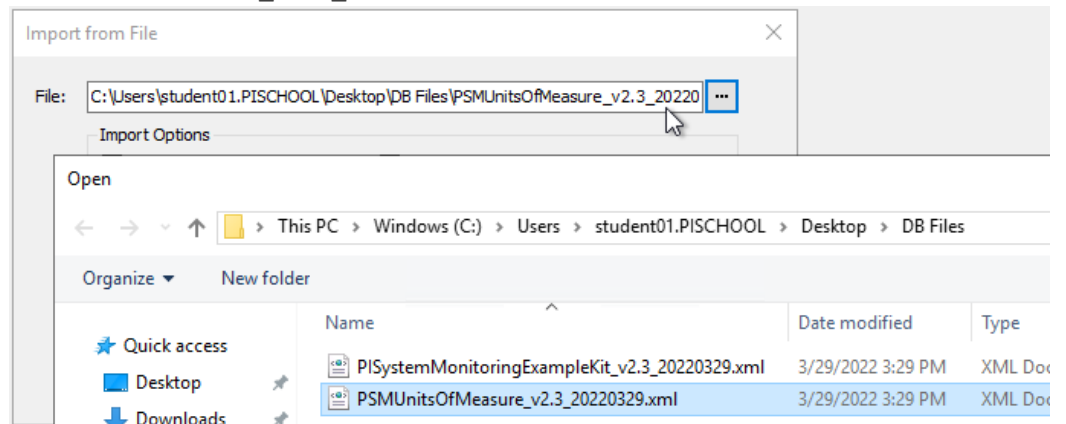 Import from File
File: C:\Users\student01.PISCHOOL\Desktop\DB Files\PSMUnitsOfMeasure_v2.3_20220 ...
Import Options
Open
This PC > Windows (C:) > Users > student01.PISCHOOL > Desktop > DB Files
Organize New folder
Name Date modified Type
Quick access
PISystemMonitoringExampleKit_v2.3_20220329.xml 3/29/2022 3:29 PM XML Doc
Desktop
PSMUnitsOfMeasure_v2.3_20220329.xml 3/29/2022 3:29 PM XML Doc
Downloads